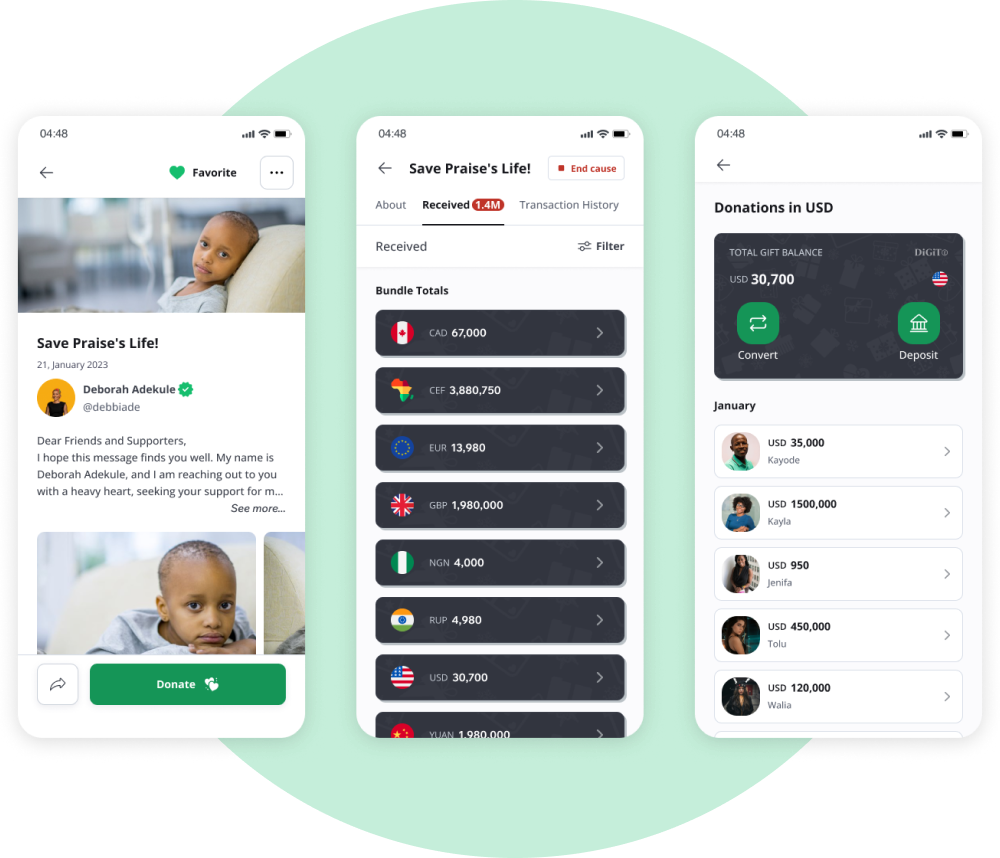 04:48
Favorite
Save Praise's Life!
21, January 2023
Deborah Adekule
@debbiade
Dear Friends and Supporters,
I hope this message finds you well. My name is
Deborah Adekule, and I am reaching out to you
with a heavy heart, seeking your support for m...
See more...
Donate
04:48
Save Praise's Life!
End cause
About
Received 1.4M
Transaction History
Received
Filter
Bundle Totals
CAD 67,000
CEF 3,880,750
EUR 13,980
GBP 1,980,000
NGN 4,000
RUP 4,980
USD 30,700
YUAN 1,980,000
04:48
Donations in USD
TOTAL GIFT BALANCE
DiGiT
USD 30,700
Convert
Deposit
January
USD 35,000
Kayode
USD 1500,000
Kayla
USD 950
Jenifa
USD 450,000
Tolu
USD 120,000
Walia